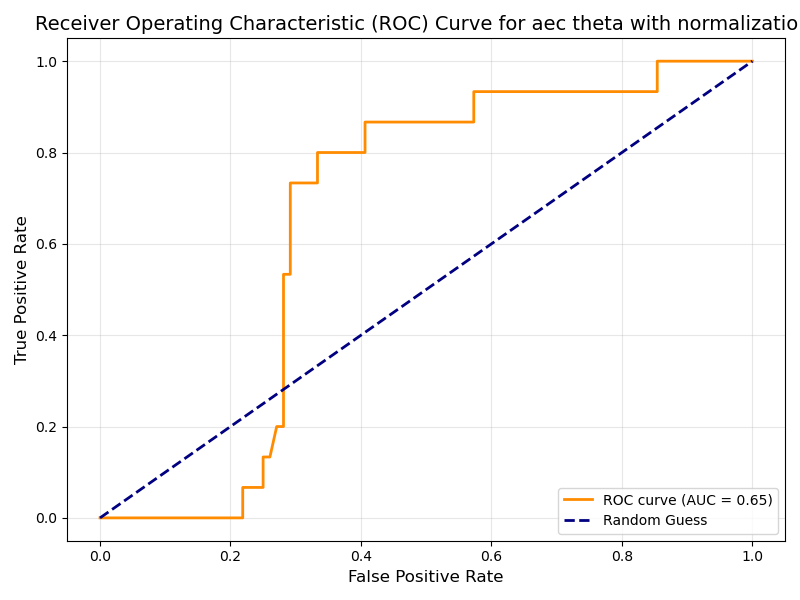 Receiver Operating Characteristic (ROC) Curve for aec theta with normalizatio
1.0
0.8
0.6
0.4
0.2
0.0
True Positive Rate
ROC curve (AUC = 0.65)
Random Guess
0.0 0.2 0.4 0.6 0.8 1.0
False Positive Rate